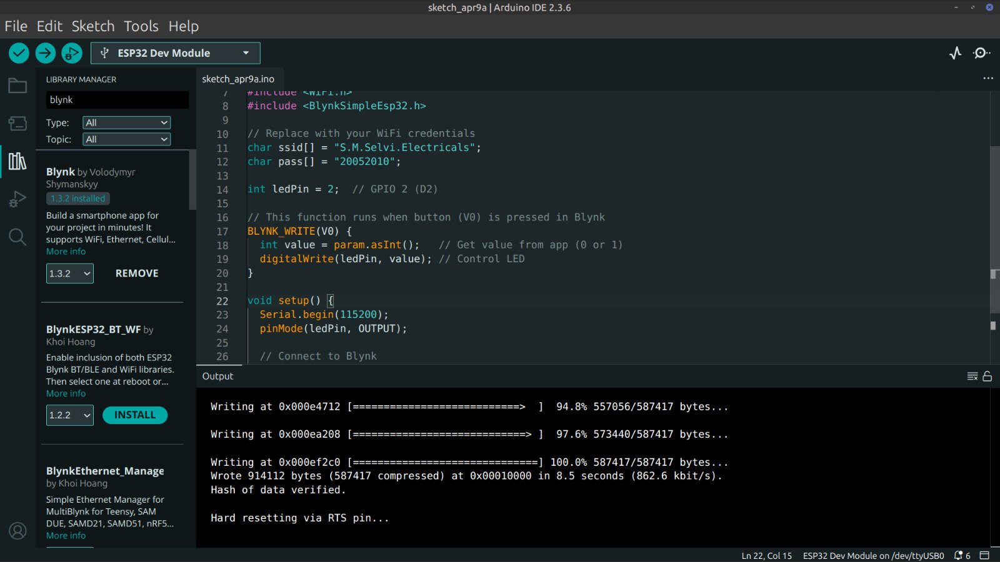 sketch_apr9a | Arduino IDE 2.3.6
File Edit Sketch Tools Help
ESP32 Dev Module
LIBRARY MANAGER
blynk
Type: All
Topic: All
Blynk by Volodymyr
Shymanskyy
1.3.2 installed
Build a smartphone app for
your project in minutes! It
supports WiFi, Ethernet, Cellul...
More info
1.3.2 REMOVE
BlynkESP32_BT_WF by
Khoi Hoang
Enable inclusion of both ESP32
Blynk BT/BLE and WiFi libraries.
Then select one at reboot or...
More info
1.2.2 INSTALL
BlynkEthernet_Manage
by Khoi Hoang
Simple Ethernet Manager for
MultiBlynk for Teensy, SAM
DUE, SAMD21, SAMD51, nRF5...
More info
sketch_apr9a.ino
7 #include <WiFi.h>
8 #include <BlynkSimpleEsp32.h>
9
10 // Replace with your WiFi credentials
11 char ssid[] = "S.M.Selvi.Electricals";
12 char pass[] = "20052010";
13
14 int ledPin = 2;  // GPIO 2 (D2)
15
16 // This function runs when button (V0) is pressed in Blynk
17 BLYNK_WRITE(V0) {
18   int value = param.asInt();   // Get value from app (0 or 1)
19   digitalWrite(ledPin, value); // Control LED
20 }
21
22 void setup() {
23   Serial.begin(115200);
24   pinMode(ledPin, OUTPUT);
25
26   // Connect to Blynk
Output
Writing at 0x000e4712 [===========================>  ]  94.8% 557056/587417 bytes...
Writing at 0x000ea208 [============================> ]  97.6% 573440/587417 bytes...
Writing at 0x000ef2c0 [==============================] 100.0% 587417/587417 bytes...
Wrote 914112 bytes (587417 compressed) at 0x00010000 in 8.5 seconds (862.6 kbit/s).
Hash of data verified.
Hard resetting via RTS pin...
Ln 22, Col 15 ESP32 Dev Module on /dev/ttyUSB0 6